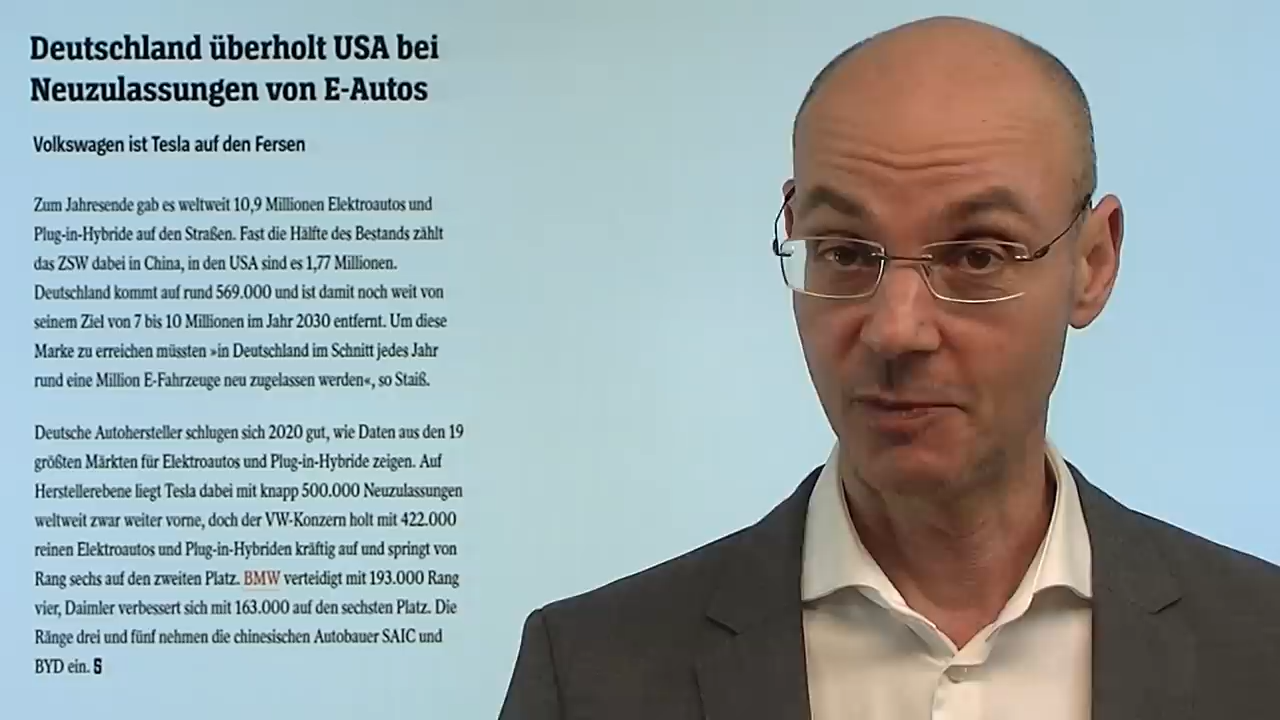 Deutschland überholt USA bei
Neuzulassungen von E-Autos
Volkswagen ist Tesla auf den Fersen
Zum Jahresende gab es weltweit 10,9 Millionen Elektroautos und
Plug-in-Hybride auf den Straßen. Fast die Hälfte des Bestands zählt
das ZSW dabei in China, in den USA sind es 1,77 Millionen.
Deutschland kommt auf rund 569.000 und ist damit noch weit von
seinem Ziel von 7 bis 10 Millionen im Jahr 2030 entfernt. Um diese
Marke zu erreichen müssten »in Deutschland im Schnitt jedes Jahr
rund eine Million E-Fahrzeuge neu zugelassen werden«, so Staiß.
Deutsche Autohersteller schlugen sich 2020 gut, wie Daten aus den 19
größten Märkten für Elektroautos und Plug-in-Hybride zeigen. Auf
Herstellerebene liegt Tesla dabei mit knapp 500.000 Neuzulassungen
weltweit zwar weiter vorne, doch der VW-Konzern holt mit 422.000
reinen Elektroautos und Plug-in-Hybriden kräftig auf und springt von
Rang sechs auf den zweiten Platz. BMW verteidigt mit 193.000 Rang
vier, Daimler verbessert sich mit 163.000 auf den sechsten Platz. Die
Ränge drei und fünf nehmen die chinesischen Autobauer SAIC und
BYD ein. S